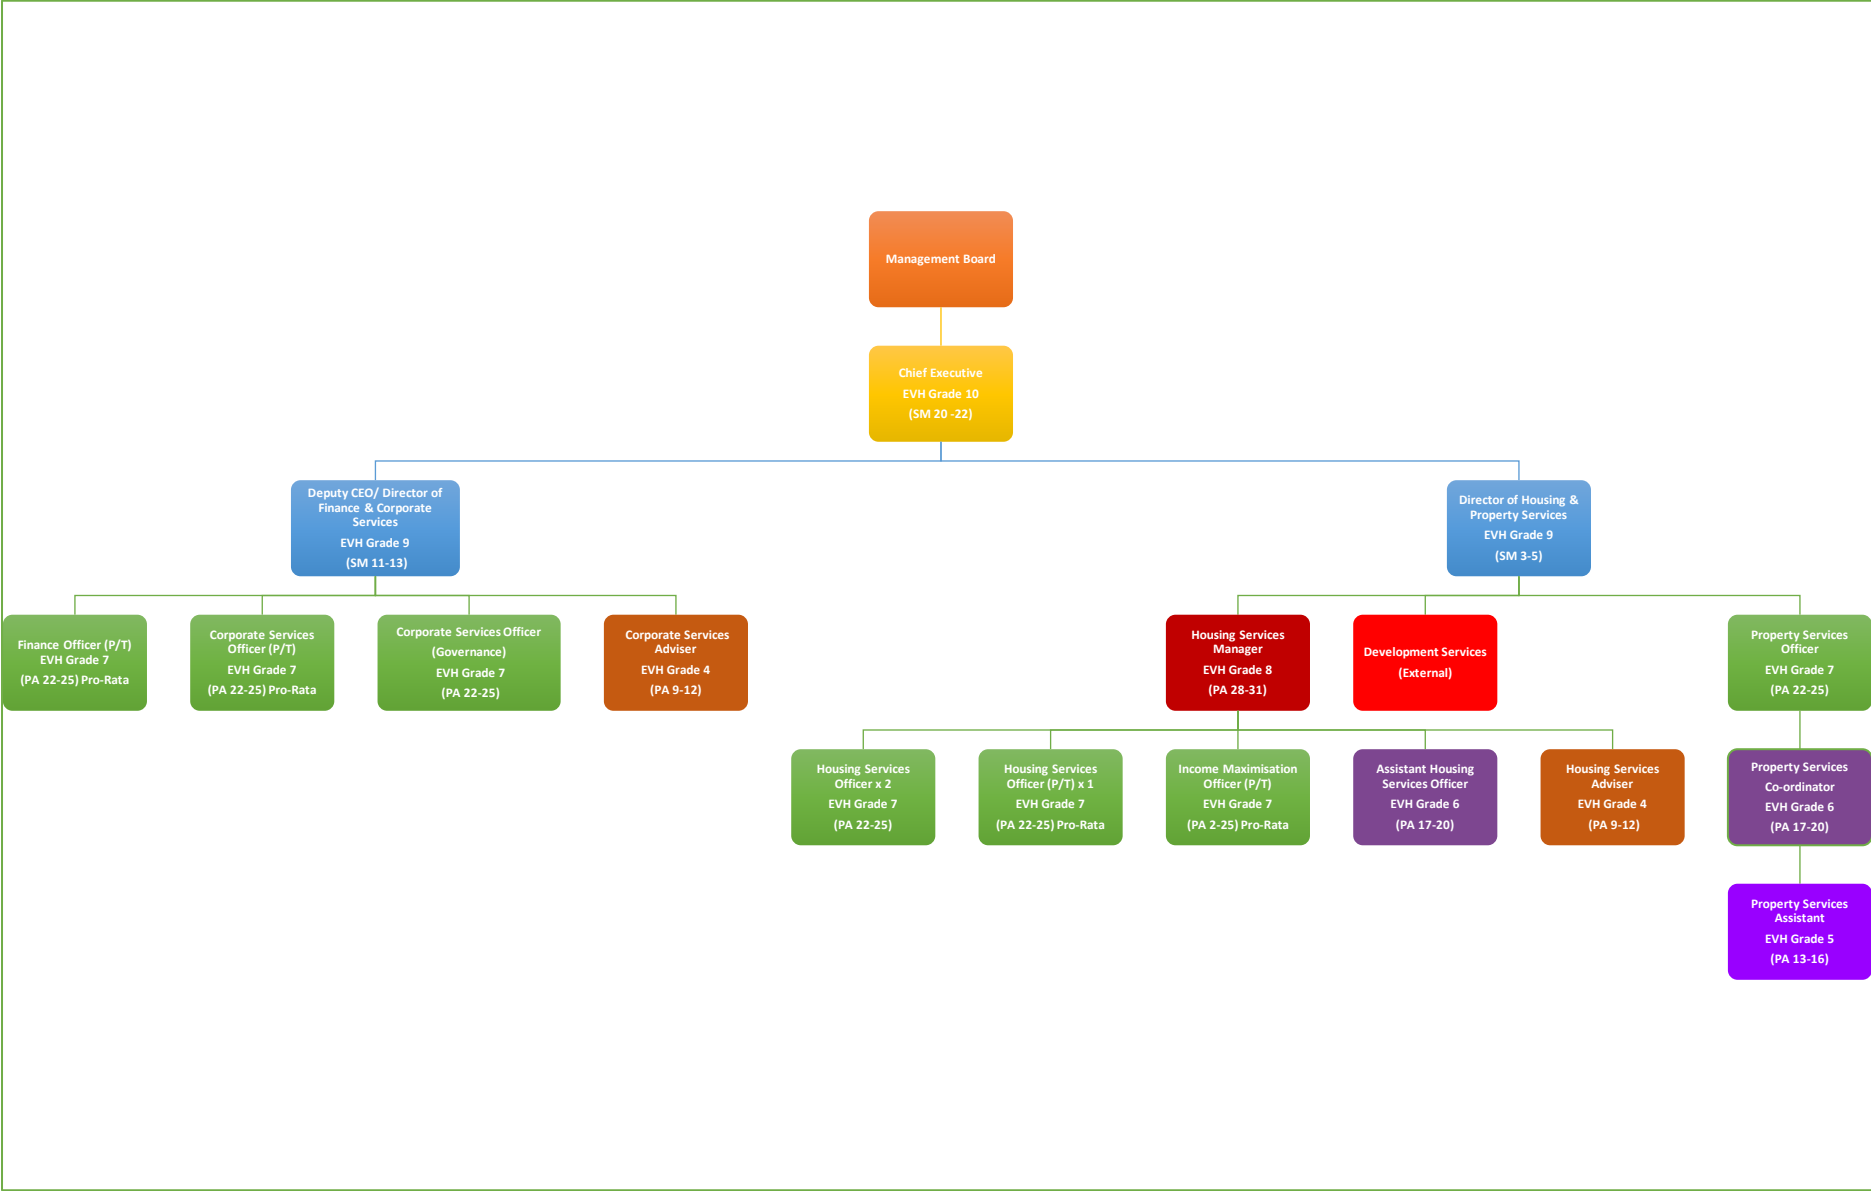 Management Board
Chief Executive
EVH Grade 10
(SM 20 -22)
Deputy CEO/ Director of
Finance & Corporate
Services
EVH Grade 9
(SM 11-13)
Director of Housing &
Property Services
EVH Grade 9
(SM 3-5)
Finance Officer (P/T)
EVH Grade 7
(PA 22-25) Pro-Rata
Corporate Services
Officer (P/T)
EVH Grade 7
(PA 22-25) Pro-Rata
Corporate Services Officer
(Governance)
EVH Grade 7
(PA 22-25)
Corporate Services
Adviser
EVH Grade 4
(PA 9-12)
Housing Services
Manager
EVH Grade 8
(PA 28-31)
Development Services
(External)
Property Services
Officer
EVH Grade 7
(PA 22-25)
Housing Services
Officer x 2
EVH Grade 7
(PA 22-25)
Housing Services
Officer (P/T) x 1
EVH Grade 7
(PA 22-25) Pro-Rata
Income Maximisation
Officer (P/T)
EVH Grade 7
(PA 2-25) Pro-Rata
Assistant Housing
Services Officer
EVH Grade 6
(PA 17-20)
Housing Services
Adviser
EVH Grade 4
(PA 9-12)
Property Services
Co-ordinator
EVH Grade 6
(PA 17-20)
Property Services
Assistant
EVH Grade 5
(PA 13-16)